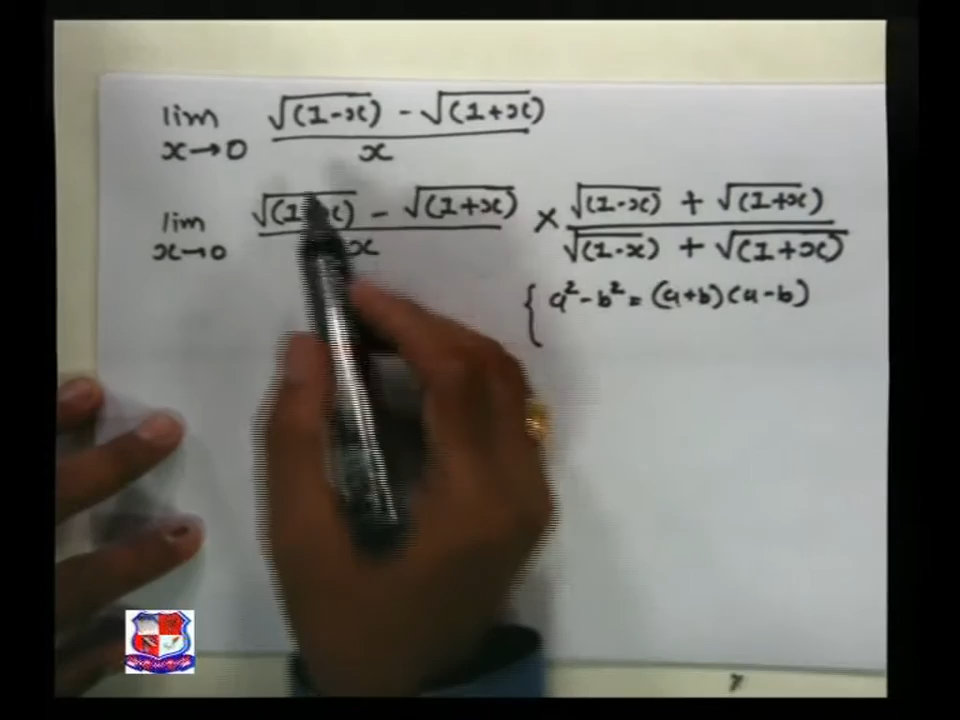 lim x→0 (√(1-x) - √(1+x)) / x
lim x→0 (√(1-x) - √(1+x)) / x × (√(1-x) + √(1+x)) / (√(1-x) + √(1+x))
{ a² - b² = (a+b)(a-b)